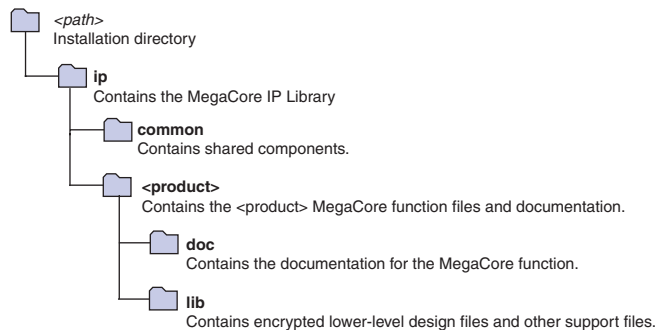 <path>
Installation directory
ip
Contains the MegaCore IP Library
common
Contains shared components.
<product>
Contains the <product> MegaCore function files and documentation.
doc
Contains the documentation for the MegaCore function.
lib
Contains encrypted lower-level design files and other support files.